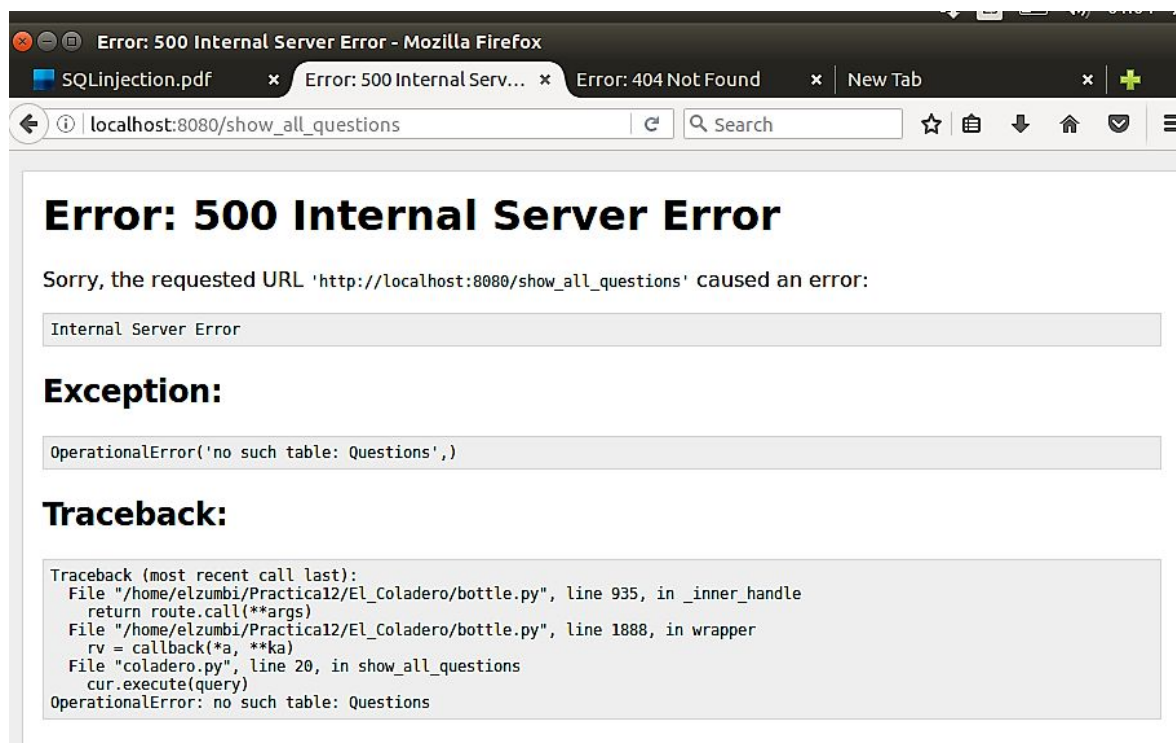 Error: 500 Internal Server Error - Mozilla Firefox
SQLinjection.pdf
Error: 500 Internal Serv...
Error: 404 Not Found
New Tab
localhost:8080/show_all_questions
Search
Error: 500 Internal Server Error
Sorry, the requested URL 'http://localhost:8080/show_all_questions' caused an error:
Internal Server Error
Exception:
OperationalError('no such table: Questions',)
Traceback:
Traceback (most recent call last):
File "/home/elzumbi/Practica12/El_Coladero/bottle.py", line 935, in _inner_handle
return route.call(**args)
File "/home/elzumbi/Practica12/El_Coladero/bottle.py", line 1888, in wrapper
rv = callback(*a, **ka)
File "coladero.py", line 20, in show_all_questions
cur.execute(query)
OperationalError: no such table: Questions